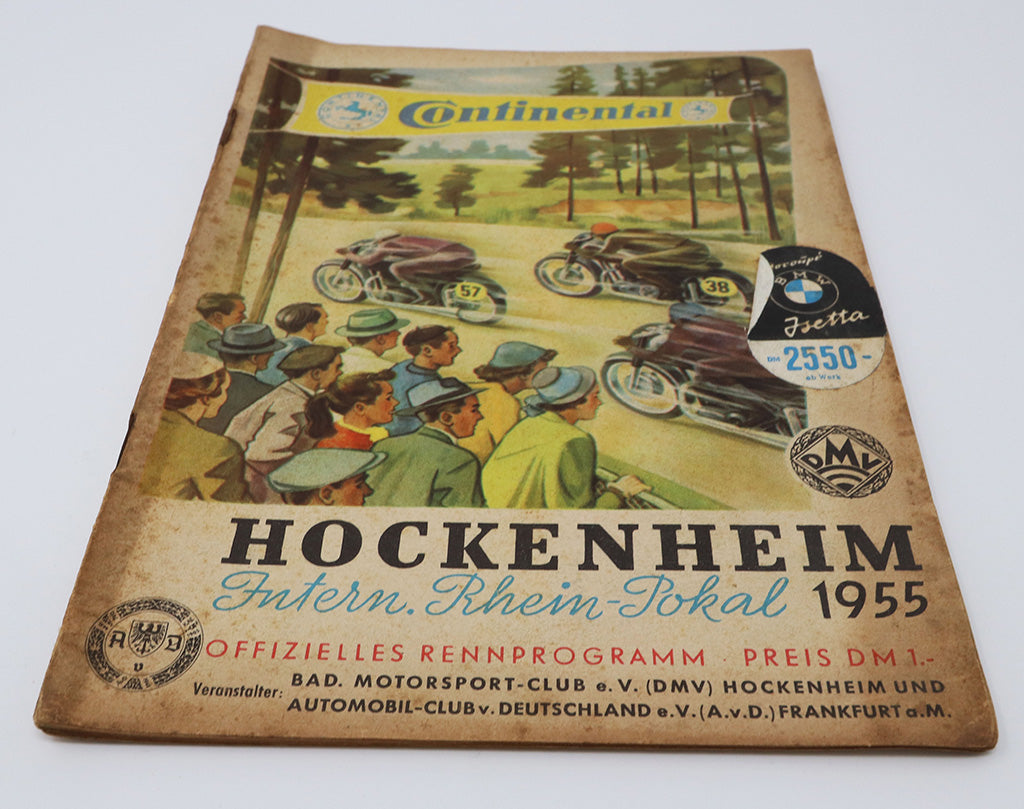 Continental
57
38
BMW
Isetta
DM 2550-
ab Werk
DMV
HOCKENHEIM
Intern. Rhein-Pokal 1955
A v D
OFFIZIELLES RENNPROGRAMM · PREIS DM 1.-
Veranstalter: BAD. MOTORSPORT-CLUB e. V. (DMV) HOCKENHEIM UND
AUTOMOBIL-CLUB v. DEUTSCHLAND e. V. (A.v.D.) FRANKFURT a. M.